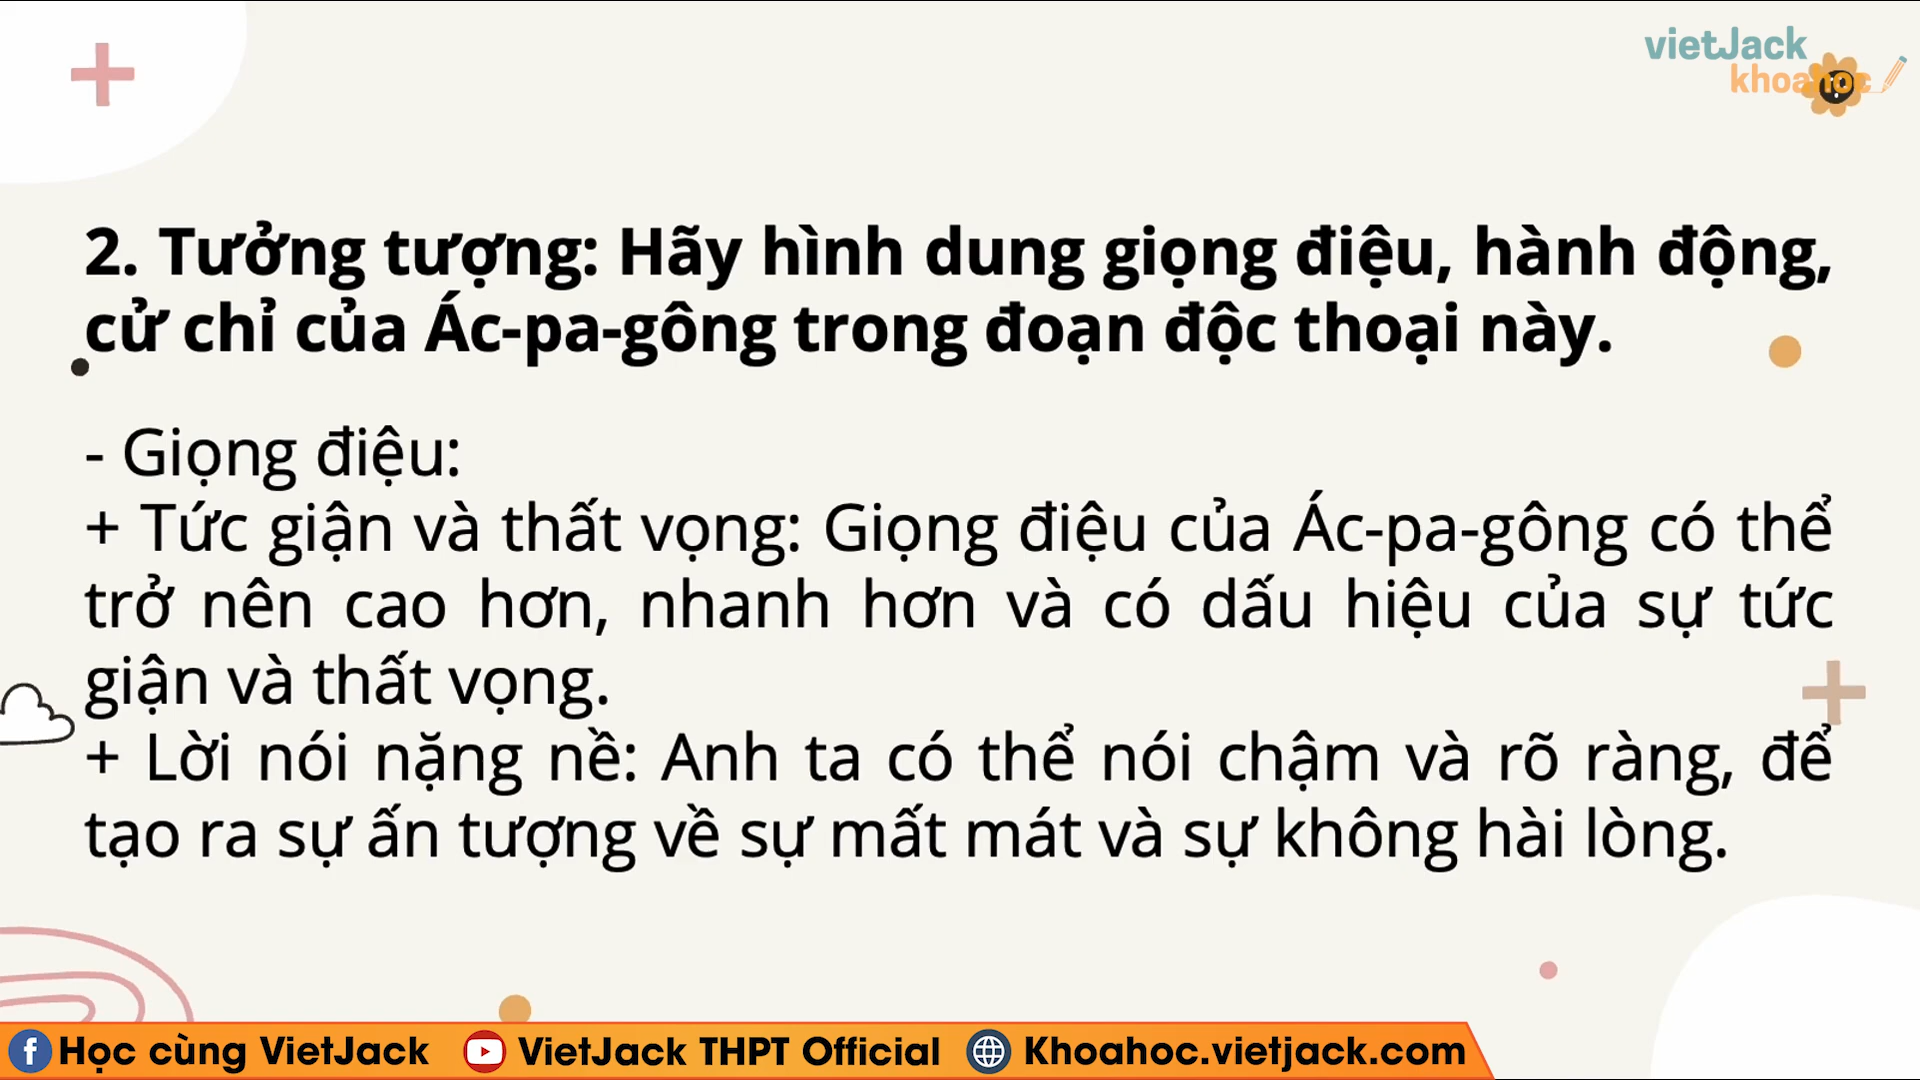 vietJack
khoahoc
2. Tưởng tượng: Hãy hình dung giọng điệu, hành động,
cử chỉ của Ác-pa-gông trong đoạn độc thoại này.
- Giọng điệu:
+ Tức giận và thất vọng: Giọng điệu của Ác-pa-gông có thể
trở nên cao hơn, nhanh hơn và có dấu hiệu của sự tức
giận và thất vọng.
+ Lời nói nặng nề: Anh ta có thể nói chậm và rõ ràng, để
tạo ra sự ấn tượng về sự mất mát và sự không hài lòng.
Học cùng VietJack VietJack THPT Official Khoahoc.vietjack.com